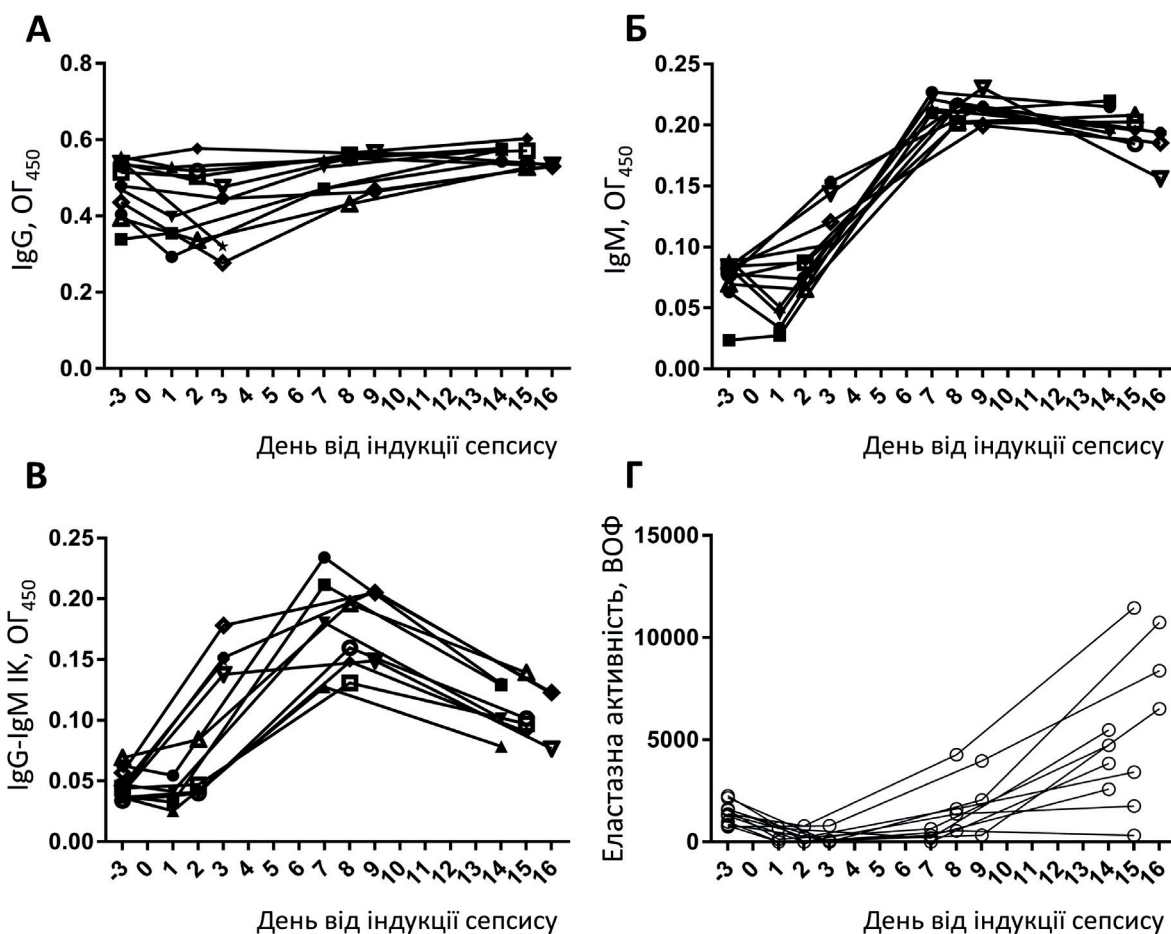 А
0.8
0.6
0.4
0.2
0.0
IgG, ОГ450
-3 0 1 2 3 4 5 6 7 8 9 10 11 12 13 14 15 16
День від індукції сепсису
Б
0.25
0.20
0.15
0.10
0.05
0.00
IgM, ОГ450
-3 0 1 2 3 4 5 6 7 8 9 10 11 12 13 14 15 16
День від індукції сепсису
В
0.25
0.20
0.15
0.10
0.05
0.00
IgG-IgM ІК, ОГ450
-3 0 1 2 3 4 5 6 7 8 9 10 11 12 13 14 15 16
День від індукції сепсису
Г
15000
10000
5000
0
Еластазна активність, ВОФ
-3 0 1 2 3 4 5 6 7 8 9 10 11 12 13 14 15 16
День від індукції сепсису